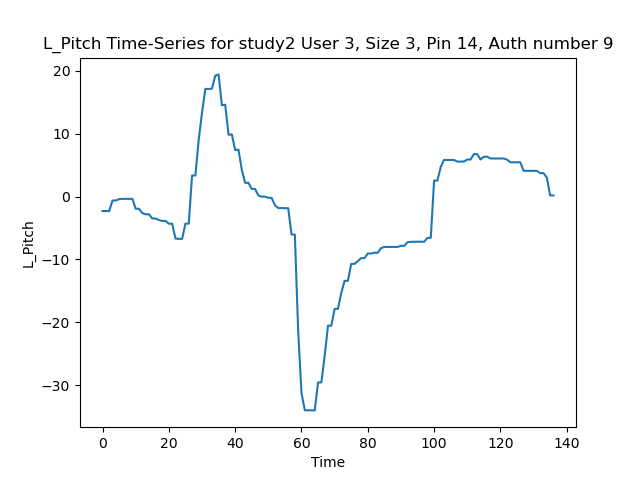 L_Pitch Time-Series for study2 User 3, Size 3, Pin 14, Auth number 9
20
10
0
−10
−20
−30
L_Pitch
0 20 40 60 80 100 120 140
Time